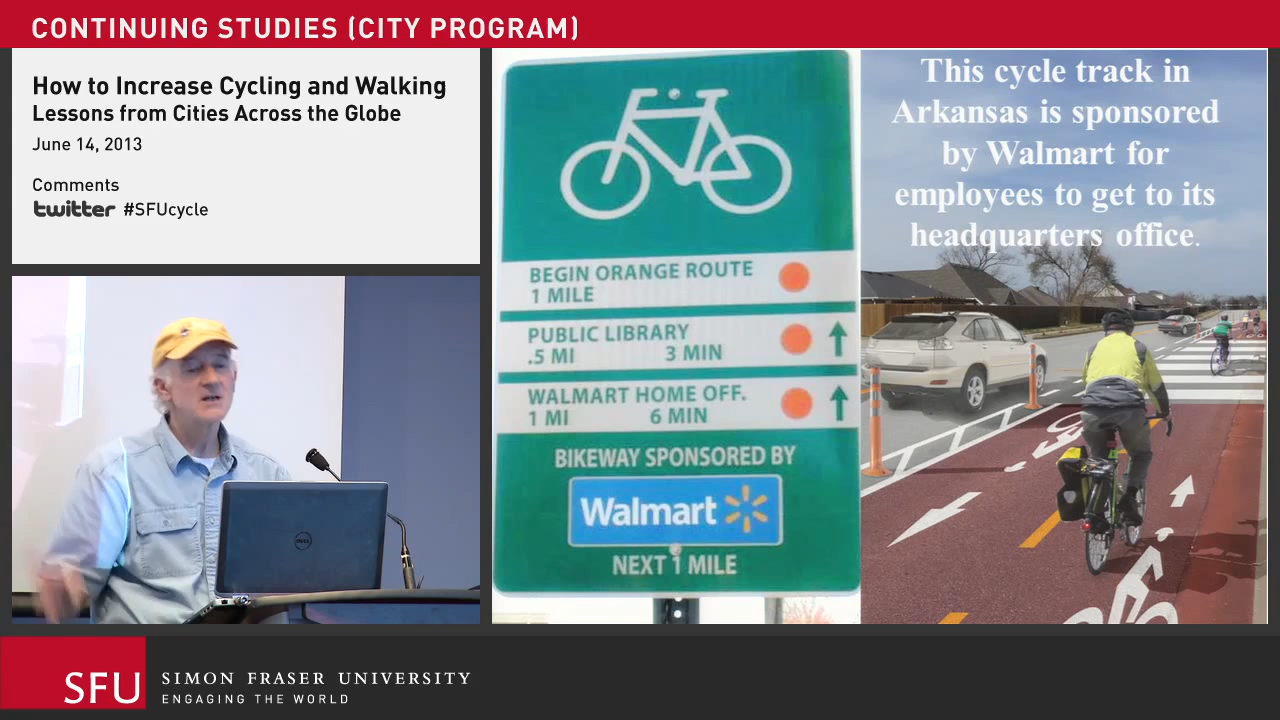 CONTINUING STUDIES (CITY PROGRAM)
How to Increase Cycling and Walking
Lessons from Cities Across the Globe
June 14, 2013
Comments
twitter #SFUcycle
DELL
BEGIN ORANGE ROUTE
1 MILE
PUBLIC LIBRARY
.5 MI 3 MIN
WALMART HOME OFF.
1 MI 6 MIN
BIKEWAY SPONSORED BY
Walmart
NEXT 1 MILE
This cycle track in
Arkansas is sponsored
by Walmart for
employees to get to its
headquarters office.
SFU
SIMON FRASER UNIVERSITY
ENGAGING THE WORLD